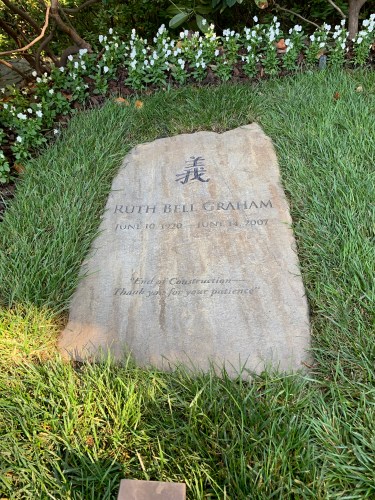 義
RUTH BELL GRAHAM
JUNE 10, 1920 – JUNE 14, 2007
"End of Construction—
Thank you for your patience"